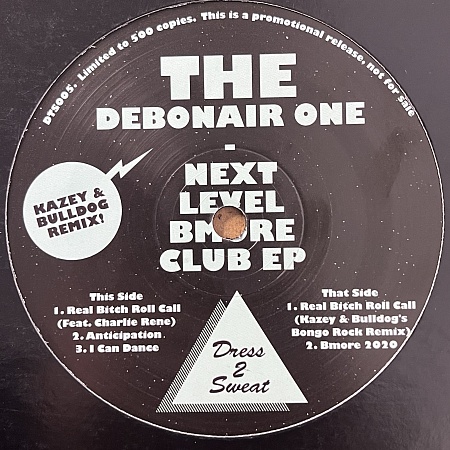 DTS005. Limited to 500 copies. This is a promotional release, not for sale
THE
DEBONAIR ONE
-
NEXT
LEVEL
BMORE
CLUB EP
KAZEY &
BULLDOG
REMIX!
This Side
1. Real Bitch Roll Call
(Feat. Charlie Rene)
2. Anticipation
3. I Can Dance
That Side
1. Real Bitch Roll Call
(Kazey & Bulldog's
Bongo Rock Remix)
2. Bmore 2020
Dress
2
Sweat